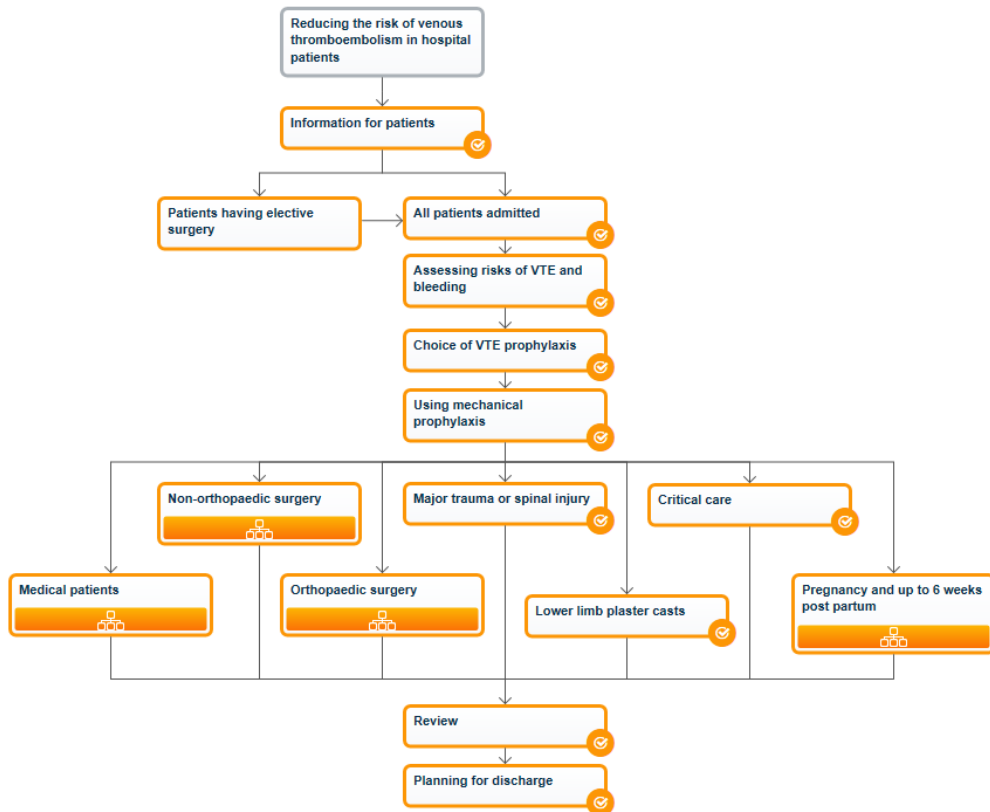 Reducing the risk of venous
thromboembolism in hospital
patients
Information for patients
Patients having elective
surgery
All patients admitted
Assessing risks of VTE and
bleeding
Choice of VTE prophylaxis
Using mechanical
prophylaxis
Non-orthopaedic surgery
Major trauma or spinal injury
Critical care
Medical patients
Orthopaedic surgery
Lower limb plaster casts
Pregnancy and up to 6 weeks
post partum
Review
Planning for discharge